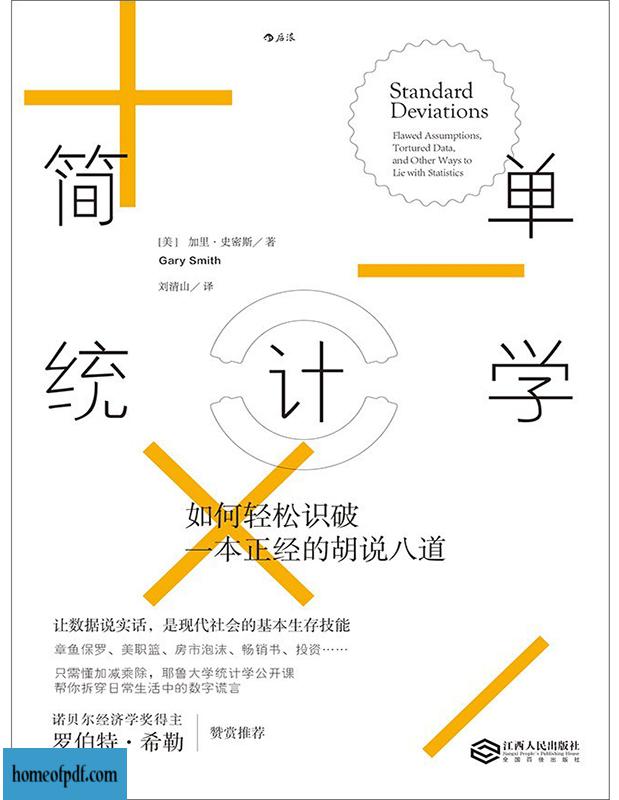 后浪
Standard
Deviations
Flawed Assumptions,
Tortured Data,
and Other Ways to
Lie with Statistics
简单
[美] 加里·史密斯／著
Gary Smith
刘清山／译
统计学
如何轻松识破
一本正经的胡说八道
让数据说实话，是现代社会的基本生存技能
章鱼保罗、美职篮、房市泡沫、畅销书、投资……
只需懂加减乘除，耶鲁大学统计学公开课
帮你拆穿日常生活中的数字谎言
诺贝尔经济学奖得主
罗伯特·希勒
赞赏推荐
江西人民出版社
Jiangxi People's Publishing House
全国百佳出版社
homeofpdf.com